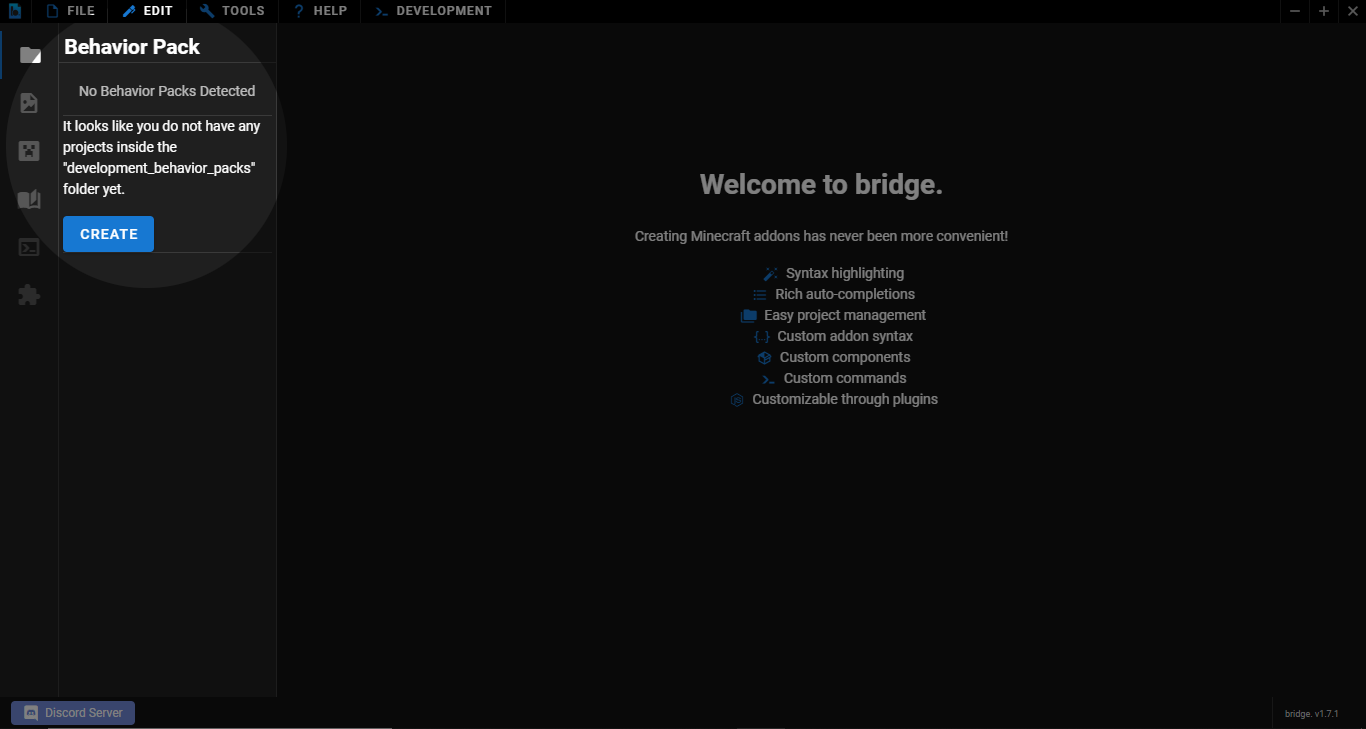 FILE EDIT TOOLS ? HELP >_ DEVELOPMENT
Behavior Pack
No Behavior Packs Detected
It looks like you do not have any
projects inside the
"development_behavior_packs"
folder yet.
CREATE
Welcome to bridge.
Creating Minecraft addons has never been more convenient!
Syntax highlighting
Rich auto-completions
Easy project management
{..} Custom addon syntax
Custom components
>_ Custom commands
Customizable through plugins
Discord Server
bridge. v1.7.1